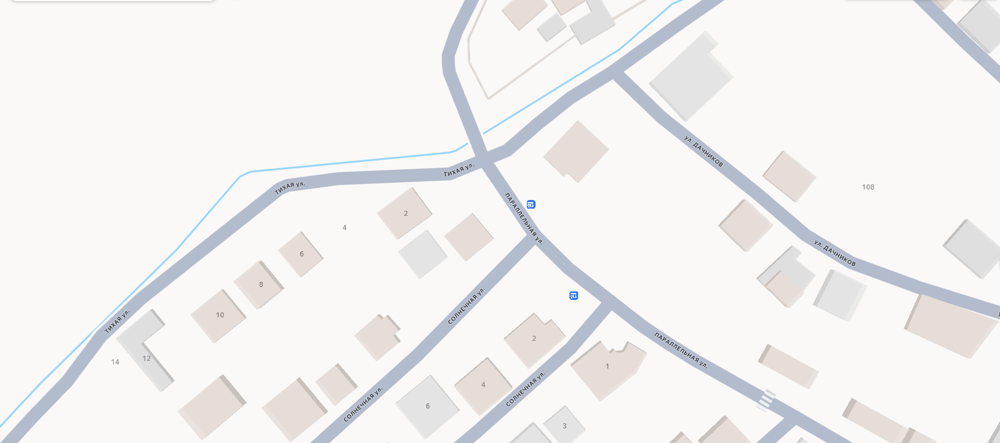 ул. ДАЧНИКОВ
ТИХАЯ ул.
ТИХАЯ ул.
108
ПАРАЛЛЕЛЬНАЯ ул.
2
4
6
ул. ДАЧНИКОВ
8
10
СОЛНЕЧНАЯ ул.
ТИХАЯ ул.
2
ПАРАЛЛЕЛЬНАЯ ул.
12
14
1
4
СОЛНЕЧНАЯ ул.
СОЛНЕЧНАЯ ул.
6
3